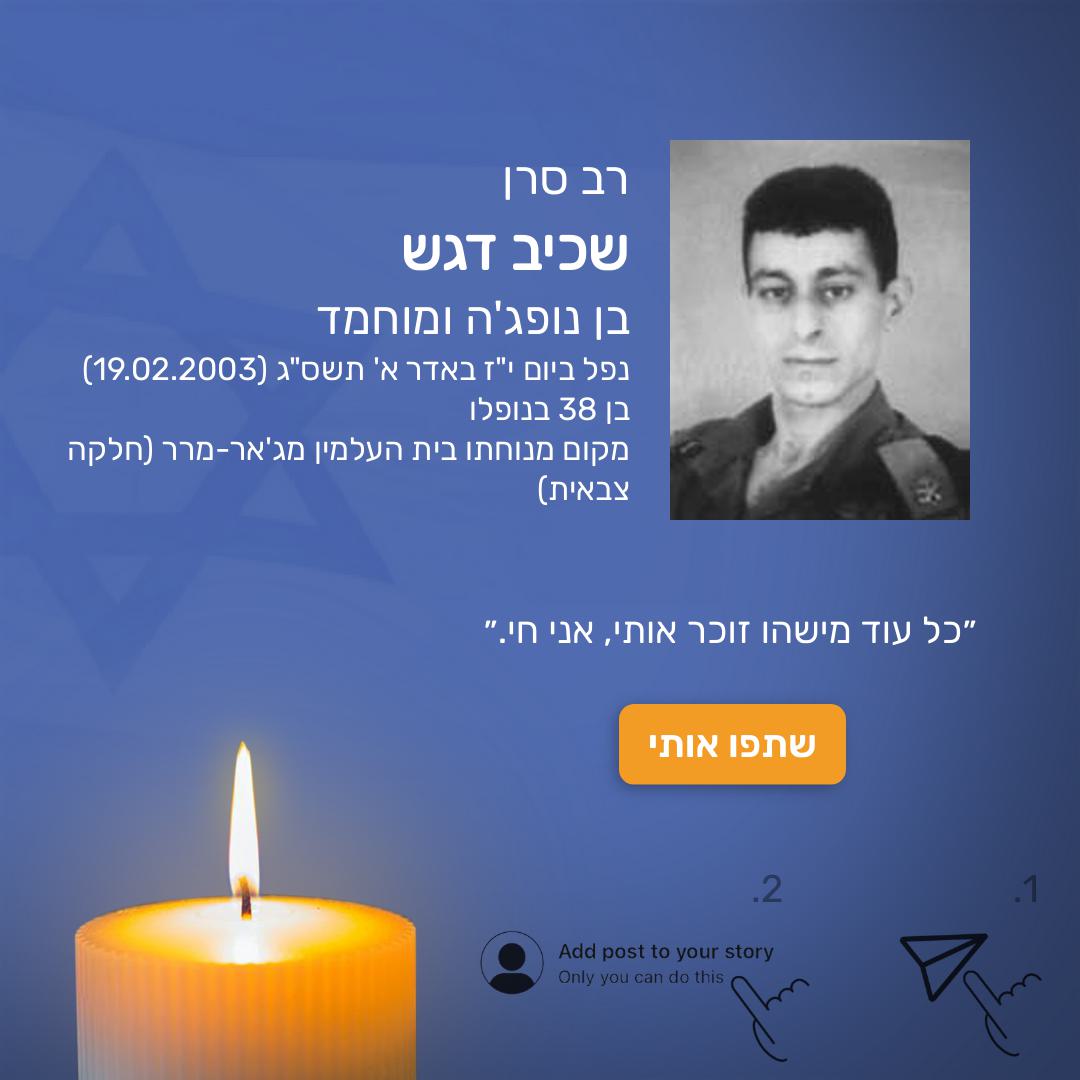 רב סרן
שכיב דגש
בן נופג'ה ומוחמד
נפל ביום י"ז באדר א' תשס"ג (19.02.2003)
בן 38 בנופלו
מקום מנוחתו בית העלמין מג'אר-מרר (חלקה
צבאית)
״כל עוד מישהו זוכר אותי, אני חי.״
שתפו אותי
1.
2.
Add post to your story
Only you can do this